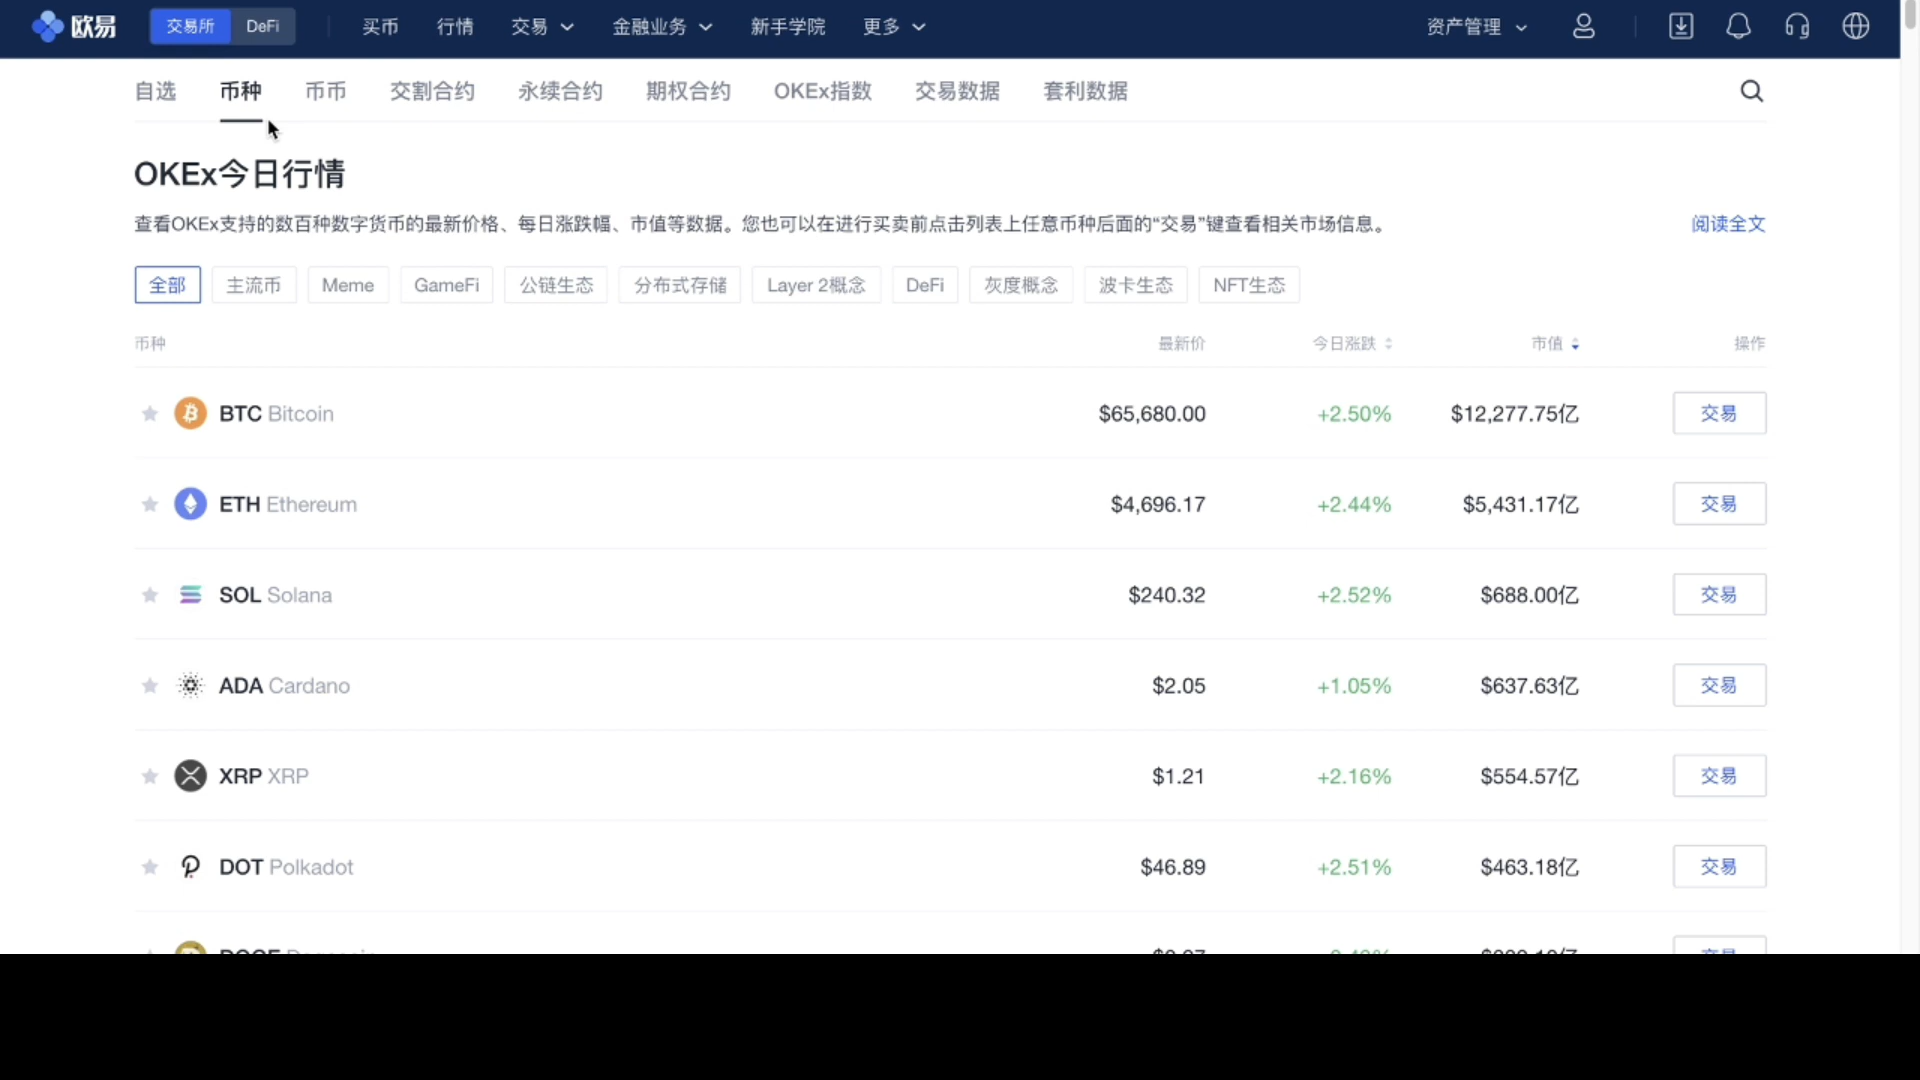 欧易 交易所 DeFi 买币 行情 交易 金融业务 新手学院 更多 资产管理
自选 币种 币币 交割合约 永续合约 期权合约 OKEx指数 交易数据 套利数据
OKEx今日行情
查看OKEx支持的数百种数字货币的最新价格、每日涨跌幅、市值等数据。您也可以在进行买卖前点击列表上任意币种后面的“交易”键查看相关市场信息。 阅读全文
全部 主流币 Meme GameFi 公链生态 分布式存储 Layer 2概念 DeFi 灰度概念 波卡生态 NFT生态
币种 最新价 今日涨跌 市值 操作
BTC Bitcoin $65,680.00 +2.50% $12,277.75亿 交易
ETH Ethereum $4,696.17 +2.44% $5,431.17亿 交易
SOL Solana $240.32 +2.52% $688.00亿 交易
ADA Cardano $2.05 +1.05% $637.63亿 交易
XRP XRP $1.21 +2.16% $554.57亿 交易
DOT Polkadot $46.89 +2.51% $463.18亿 交易